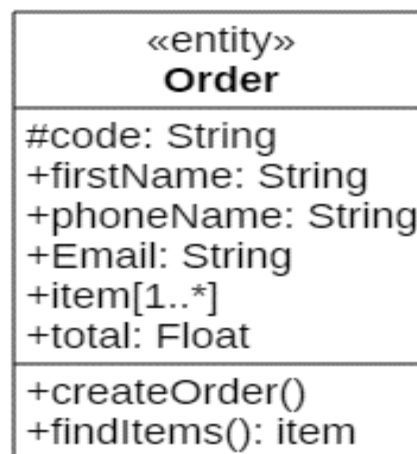 «entity»
Order
#code: String
+firstName: String
+phoneName: String
+Email: String
+item[1..*]
+total: Float
+createOrder()
+findItems(): item